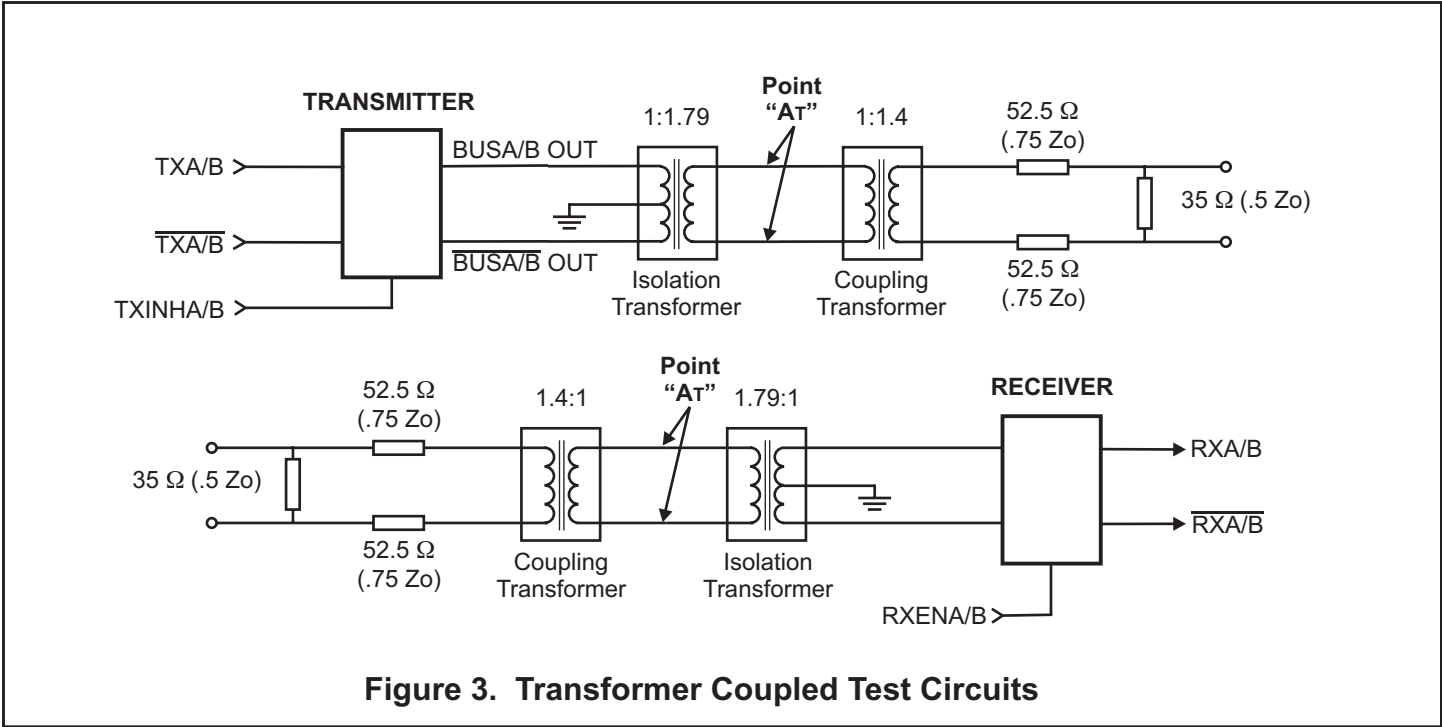 TRANSMITTER
TXA/B
TXA/B
TXINHA/B
BUSA/B OUT
BUSA/B OUT
1:1.79
Isolation
Transformer
Point
“AT”
1:1.4
Coupling
Transformer
52.5 Ω
(.75 Zo)
52.5 Ω
(.75 Zo)
35 Ω (.5 Zo)
35 Ω (.5 Zo)
52.5 Ω
(.75 Zo)
52.5 Ω
(.75 Zo)
1.4:1
Coupling
Transformer
Point
“AT”
1.79:1
Isolation
Transformer
RECEIVER
RXA/B
RXA/B
RXENA/B
Figure 3. Transformer Coupled Test Circuits